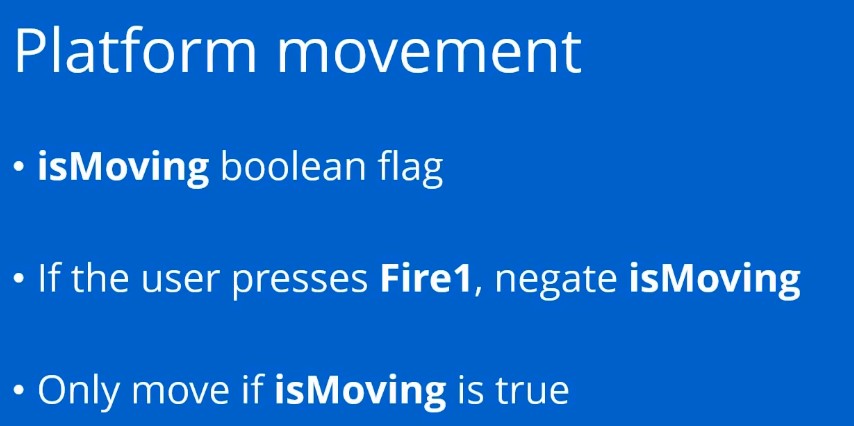 Platform movement
• isMoving boolean flag
• If the user presses Fire1, negate isMoving
• Only move if isMoving is true